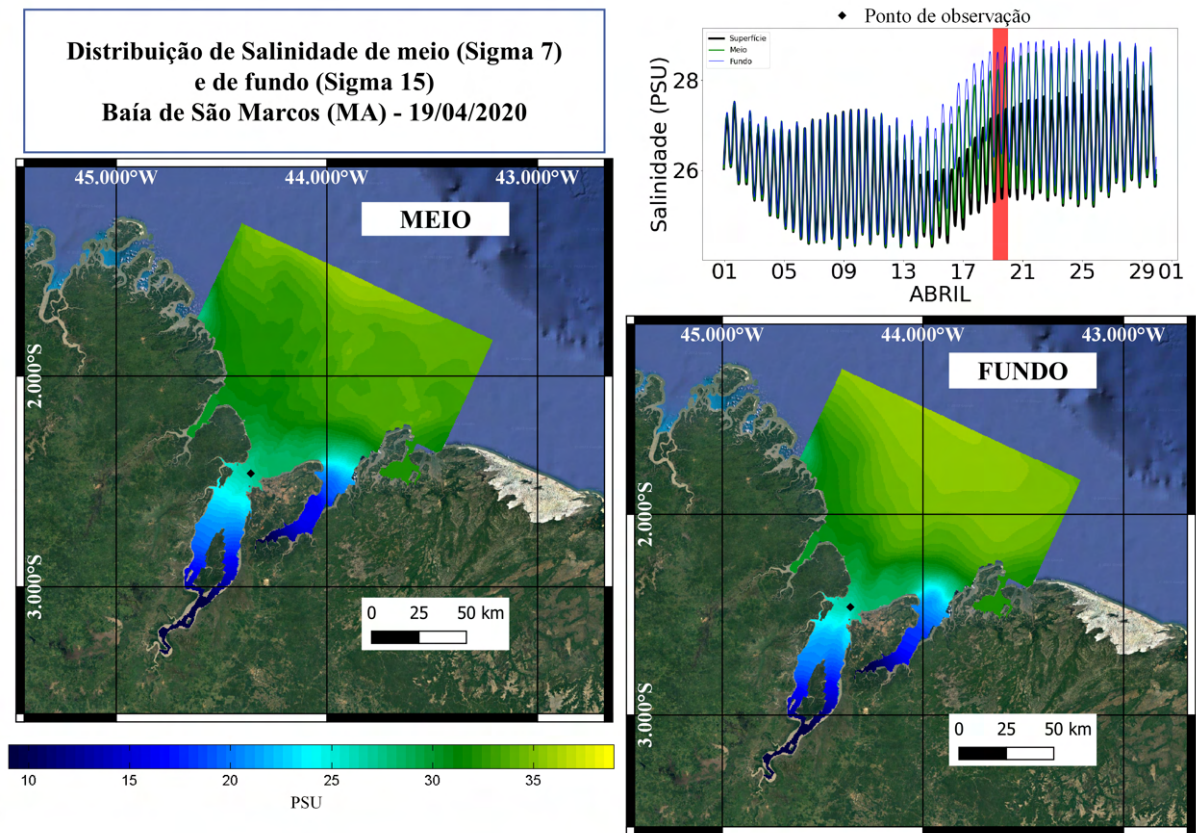 Distribuição de Salinidade de meio (Sigma 7)
e de fundo (Sigma 15)
Baía de São Marcos (MA) - 19/04/2020
Ponto de observação
Superfície
Meio
Fundo
Salinidade (PSU)
28
26
01 05 09 13 17 21 25 29 01
ABRIL
45.000°W 44.000°W 43.000°W
MEIO
2.000°S
3.000°S
0 25 50 km
45.000°W 44.000°W 43.000°W
FUNDO
2.000°S
3.000°S
0 25 50 km
10 15 20 25 30 35
PSU